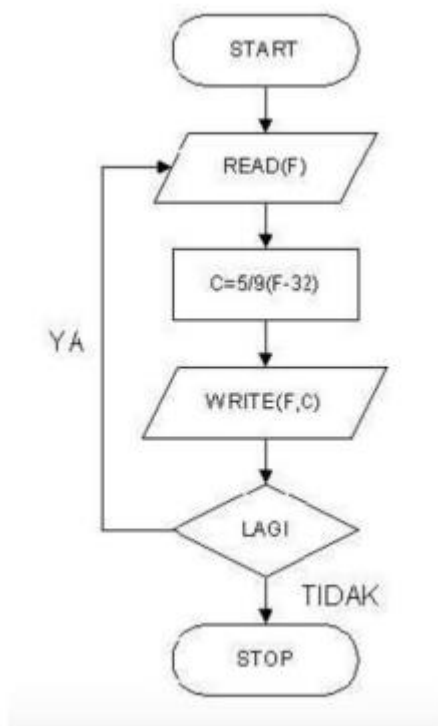 START
READ(F)
C=5/9(F-32)
YA
WRITE(F,C)
LAGI
TIDAK
STOP